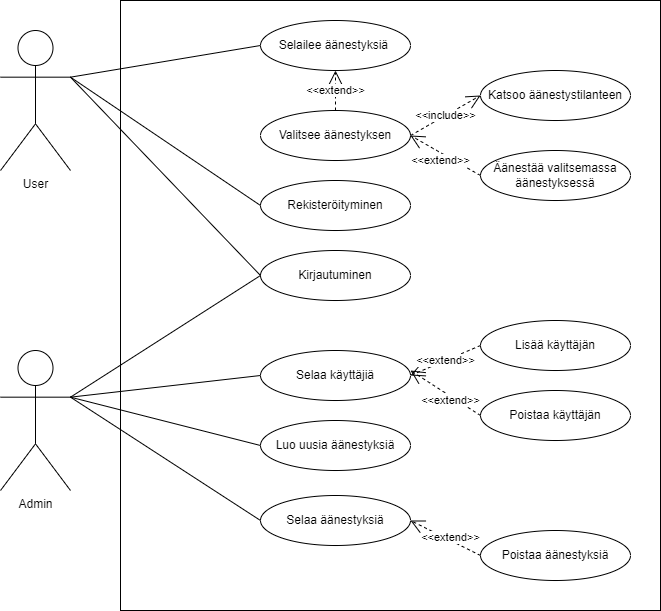 Selailee äänestyksiä
<<extend>>
Valitsee äänestyksen
<<include>>
Katsoo äänestystilanteen
<<extend>>
Äänestää valitsemassa
äänestyksessä
User
Rekisteröityminen
Kirjautuminen
Selaa käyttäjiä
<<extend>>
Lisää käyttäjän
<<extend>>
Poistaa käyttäjän
Luo uusia äänestyksiä
Admin
Selaa äänestyksiä
<<extend>>
Poistaa äänestyksiä